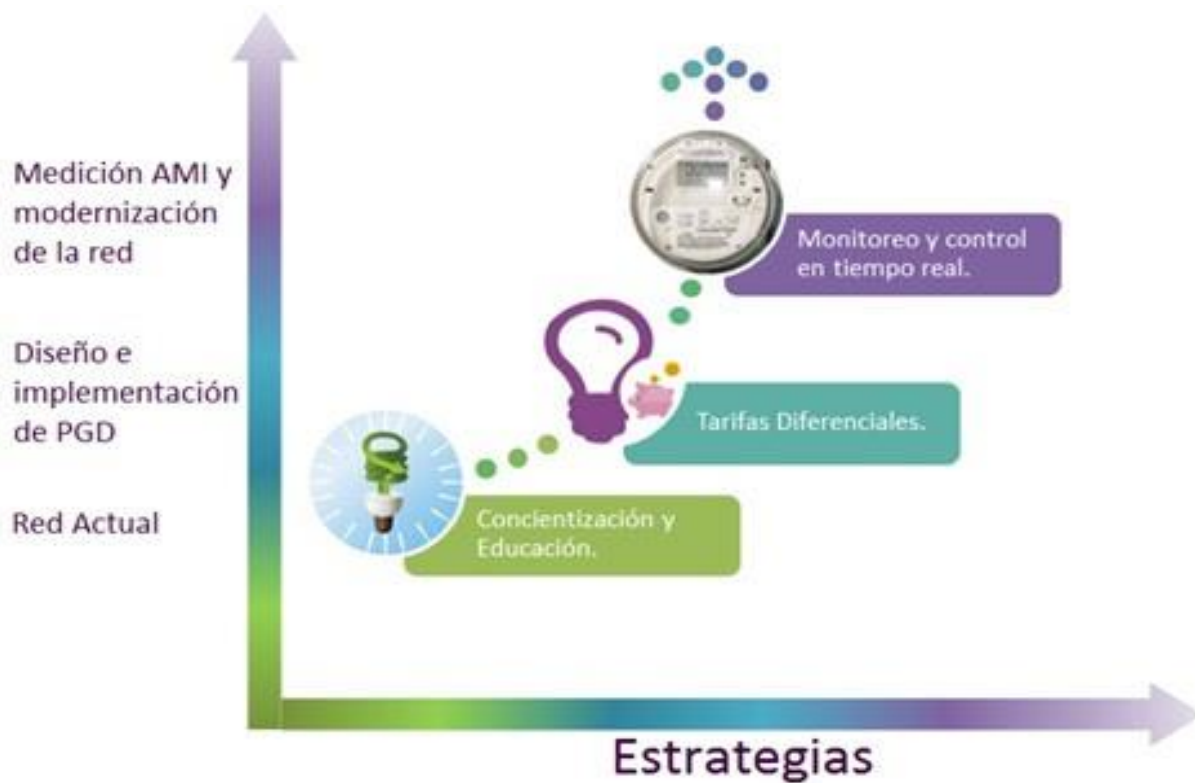 Medición AMI y
modernización
de la red
Monitoreo y control
en tiempo real.
Diseño e
implementación
de PGD
Tarifas Diferenciales.
Red Actual
Concientización y
Educación.
Estrategias